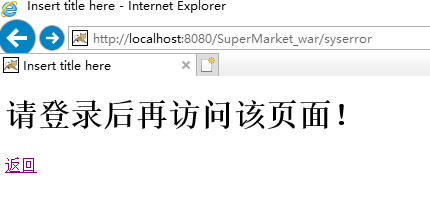 Insert title here - Internet Explorer
http://localhost:8080/SuperMarket_war/syserror
Insert title here
请登录后再访问该页面！
返回